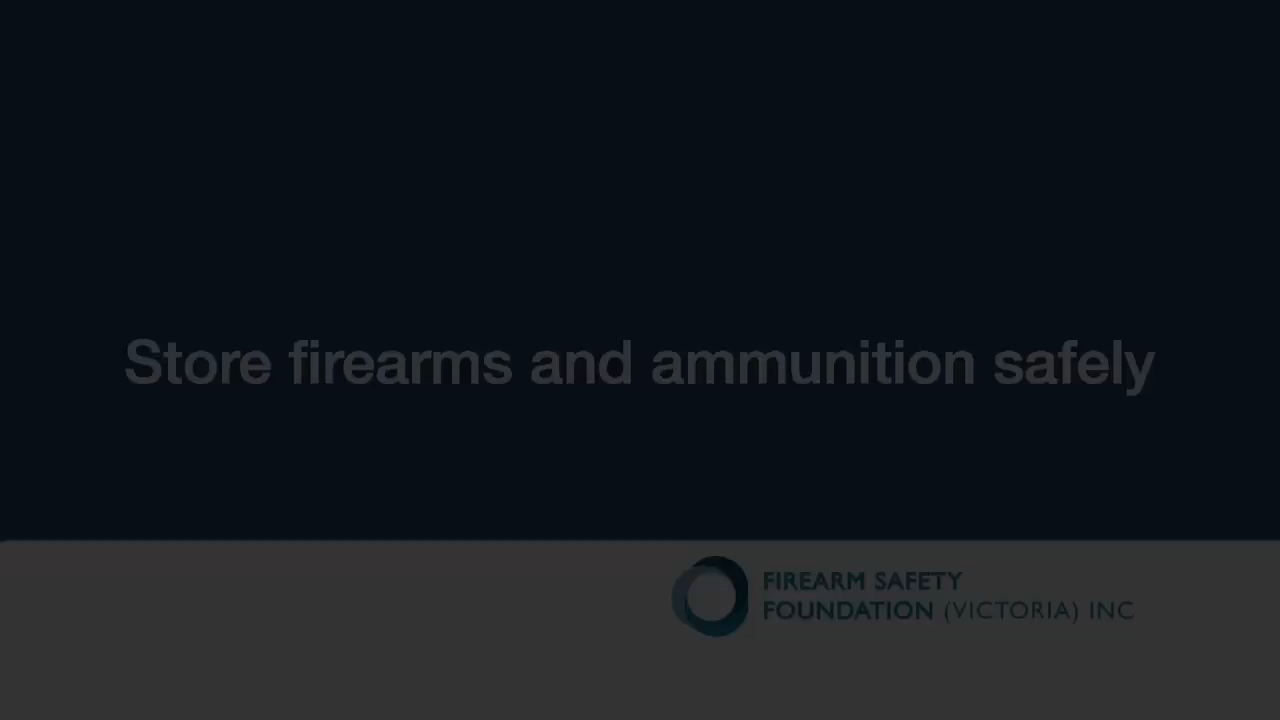 Store firearms and ammunition safely
FIREARM SAFETY
FOUNDATION (VICTORIA) INC